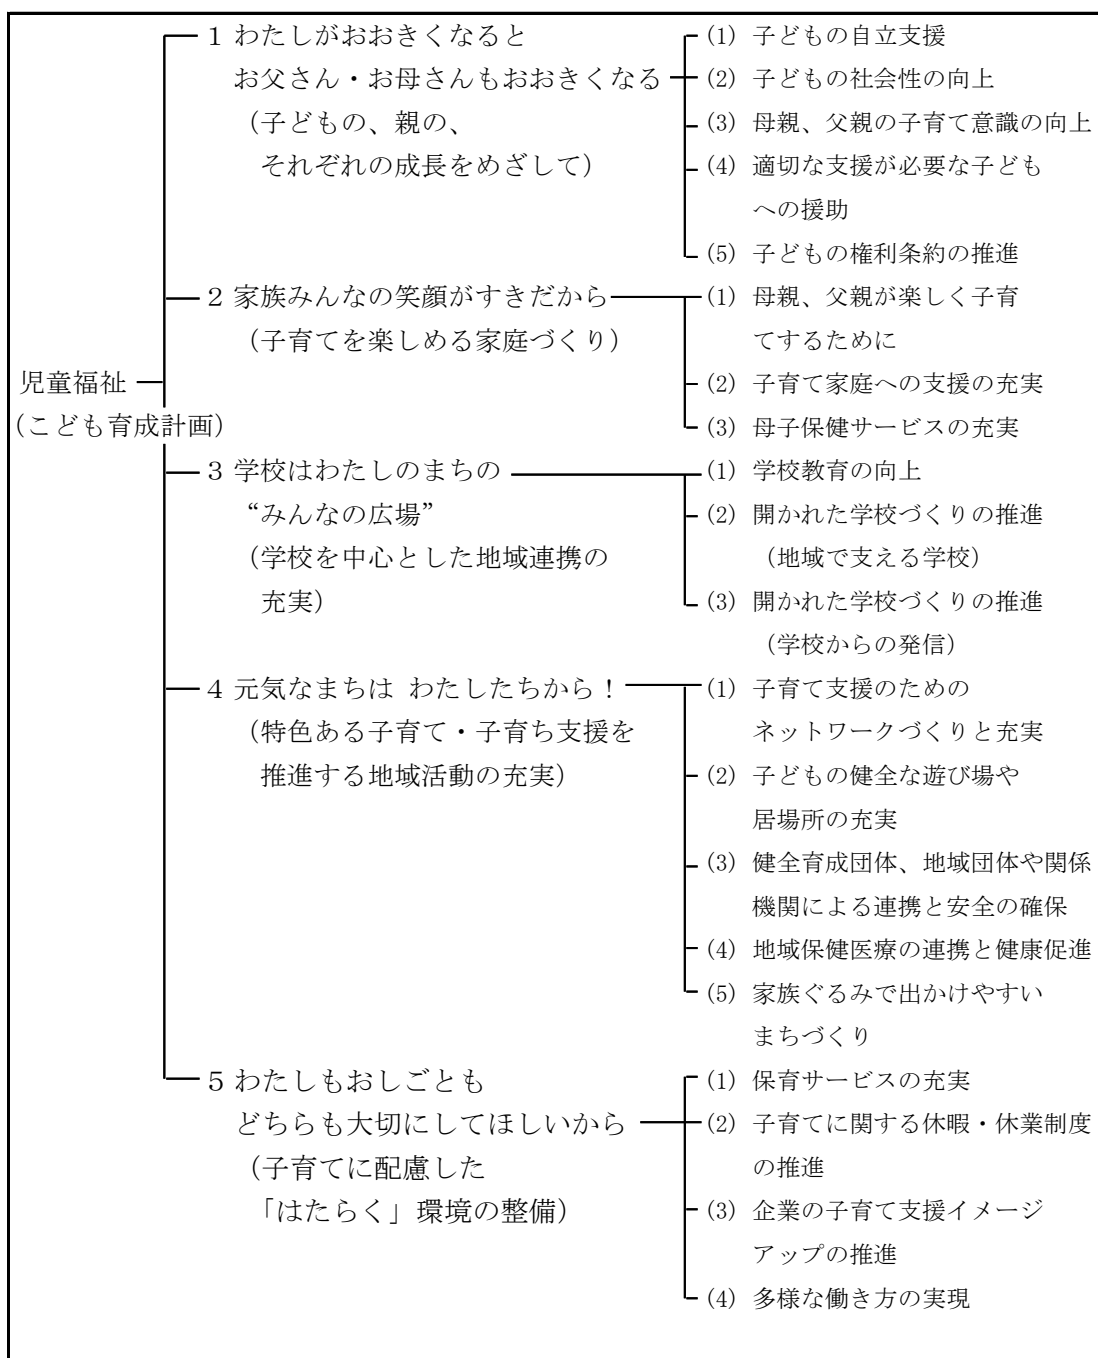 児童福祉
（こども育成計画）
1 わたしがおおきくなると
お父さん・お母さんもおおきくなる
（子どもの、親の、
それぞれの成長をめざして）
(1) 子どもの自立支援
(2) 子どもの社会性の向上
(3) 母親、父親の子育て意識の向上
(4) 適切な支援が必要な子ども
への援助
(5) 子どもの権利条約の推進
2 家族みんなの笑顔がすきだから
（子育てを楽しめる家庭づくり）
(1) 母親、父親が楽しく子育
てするために
(2) 子育て家庭への支援の充実
(3) 母子保健サービスの充実
3 学校はわたしのまちの
“みんなの広場”
（学校を中心とした地域連携の
充実）
(1) 学校教育の向上
(2) 開かれた学校づくりの推進
（地域で支える学校）
(3) 開かれた学校づくりの推進
（学校からの発信）
4 元気なまちは わたしたちから！
（特色ある子育て・子育ち支援を
推進する地域活動の充実）
(1) 子育て支援のための
ネットワークづくりと充実
(2) 子どもの健全な遊び場や
居場所の充実
(3) 健全育成団体、地域団体や関係
機関による連携と安全の確保
(4) 地域保健医療の連携と健康促進
(5) 家族ぐるみで出かけやすい
まちづくり
5 わたしもおしごとも
どちらも大切にしてほしいから
（子育てに配慮した
「はたらく」環境の整備）
(1) 保育サービスの充実
(2) 子育てに関する休暇・休業制度
の推進
(3) 企業の子育て支援イメージ
アップの推進
(4) 多様な働き方の実現